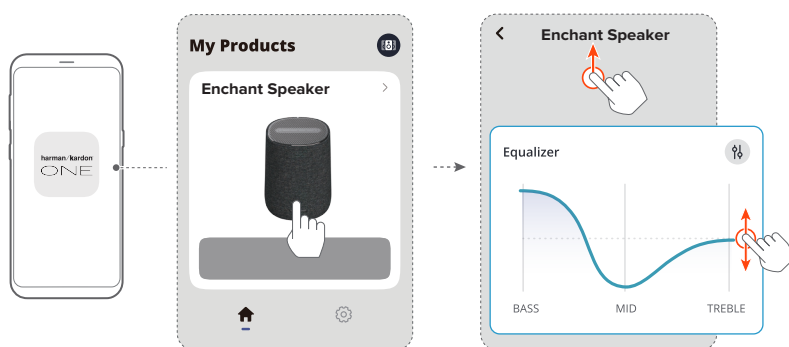 harman/kardon
ONE
My Products
Enchant Speaker
Enchant Speaker
Equalizer
BASS
MID
TREBLE